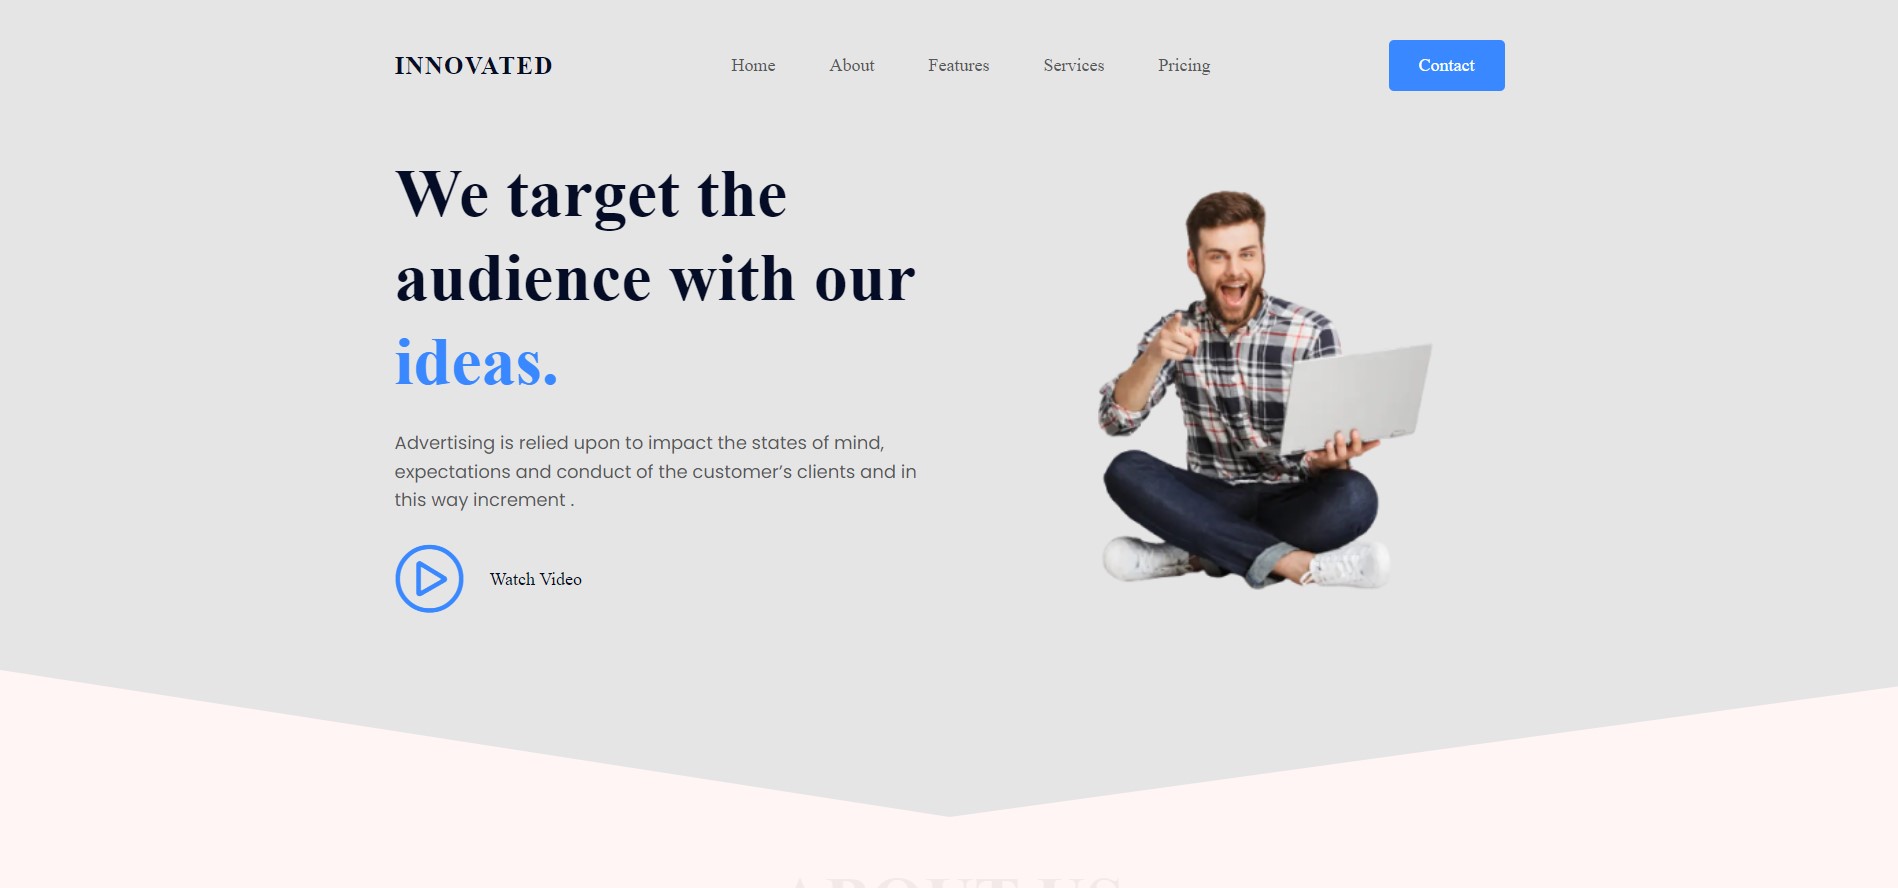 INNOVATED
Home About Features Services Pricing
Contact
We target the
audience with our
ideas.
Advertising is relied upon to impact the states of mind,
expectations and conduct of the customer’s clients and in
this way increment .
Watch Video
ABOUT US